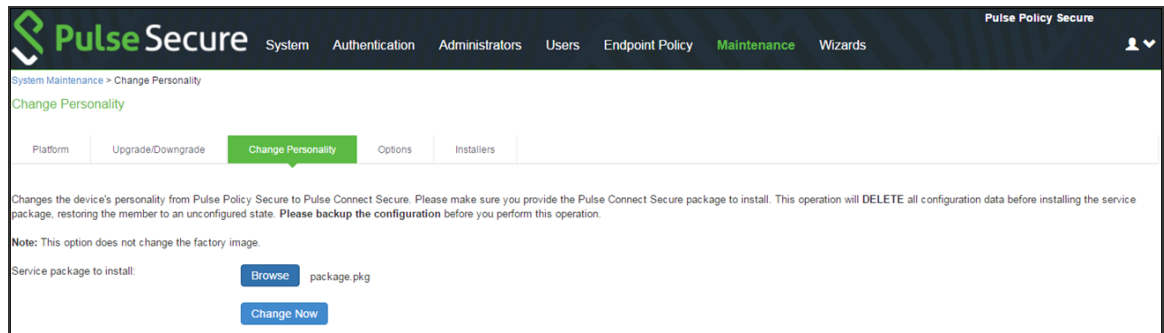 Pulse Policy Secure
Pulse Secure System Authentication Administrators Users Endpoint Policy Maintenance Wizards
System Maintenance > Change Personality
Change Personality
Platform Upgrade/Downgrade Change Personality Options Installers
Changes the device's personality from Pulse Policy Secure to Pulse Connect Secure. Please make sure you provide the Pulse Connect Secure package to install. This operation will DELETE all configuration data before installing the service
package, restoring the member to an unconfigured state. Please backup the configuration before you perform this operation.
Note: This option does not change the factory image.
Service package to install: Browse package.pkg
Change Now